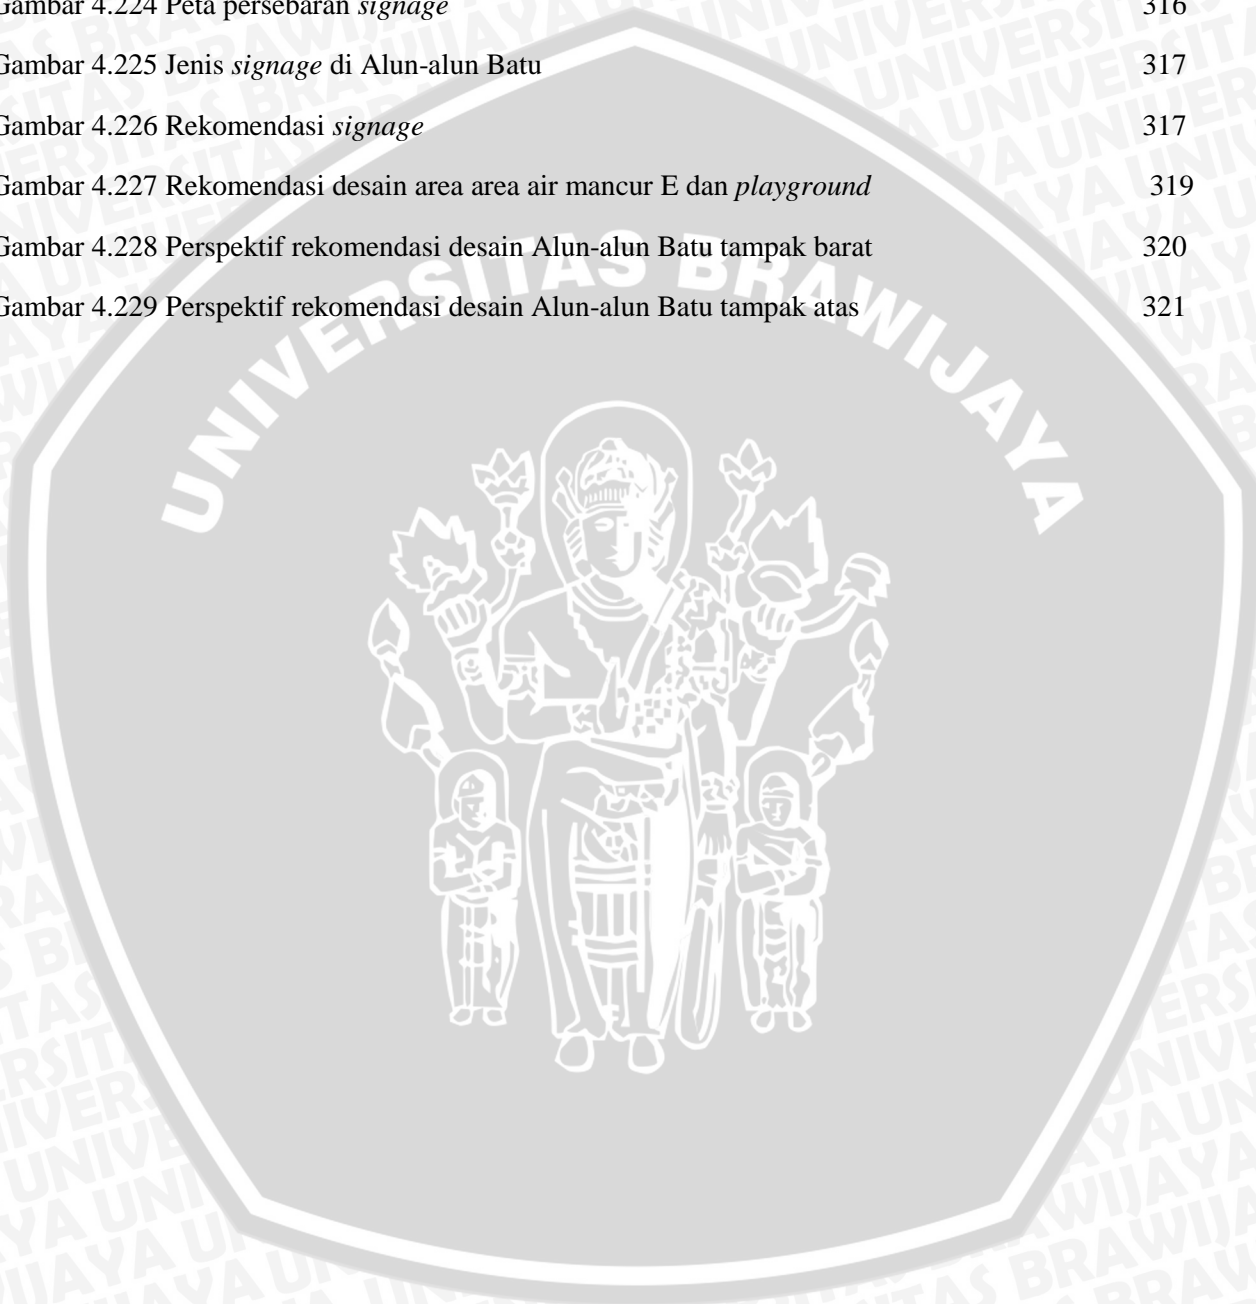 Gambar 4.224 Peta persebaran signage 316
Gambar 4.225 Jenis signage di Alun-alun Batu 317
Gambar 4.226 Rekomendasi signage 317
Gambar 4.227 Rekomendasi desain area area air mancur E dan playground 319
Gambar 4.228 Perspektif rekomendasi desain Alun-alun Batu tampak barat 320
Gambar 4.229 Perspektif rekomendasi desain Alun-alun Batu tampak atas 321
UNIVERSITAS BRAWIJAYA